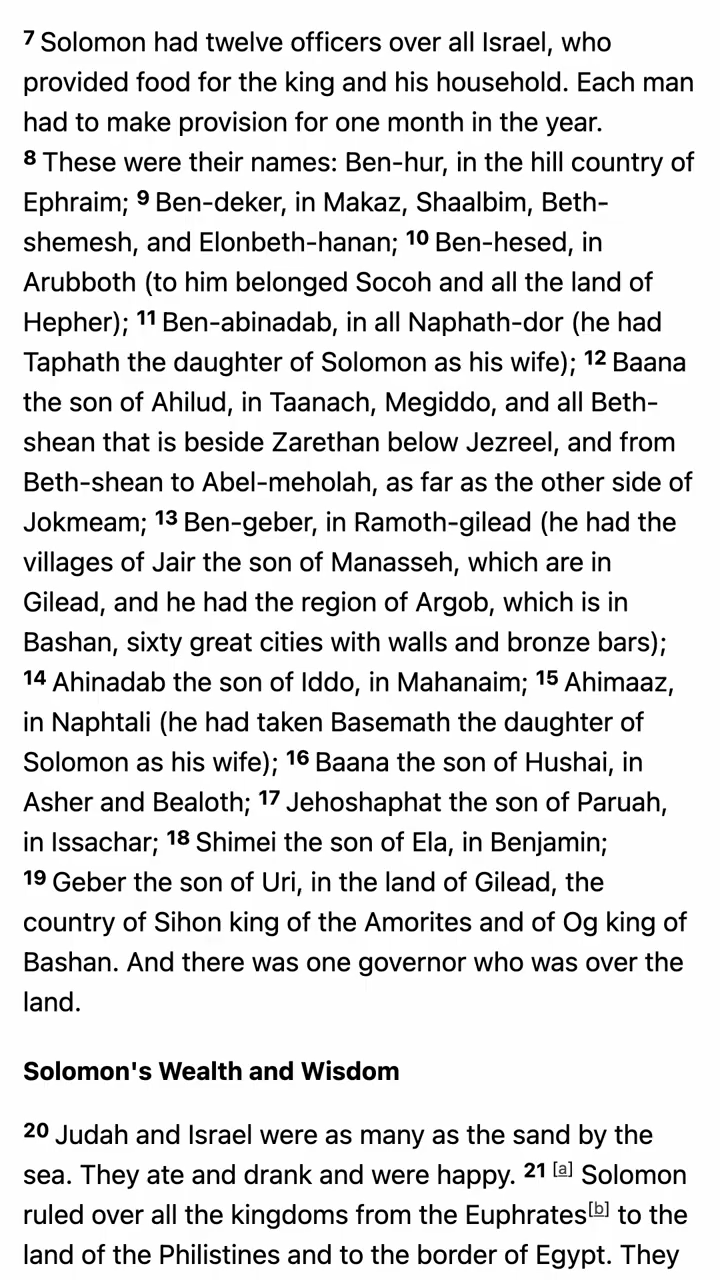 7 Solomon had twelve officers over all Israel, who
provided food for the king and his household. Each man
had to make provision for one month in the year.
8 These were their names: Ben-hur, in the hill country of
Ephraim; 9 Ben-deker, in Makaz, Shaalbim, Beth-
shemesh, and Elonbeth-hanan; 10 Ben-hesed, in
Arubboth (to him belonged Socoh and all the land of
Hepher); 11 Ben-abinadab, in all Naphath-dor (he had
Taphath the daughter of Solomon as his wife); 12 Baana
the son of Ahilud, in Taanach, Megiddo, and all Beth-
shean that is beside Zarethan below Jezreel, and from
Beth-shean to Abel-meholah, as far as the other side of
Jokmeam; 13 Ben-geber, in Ramoth-gilead (he had the
villages of Jair the son of Manasseh, which are in
Gilead, and he had the region of Argob, which is in
Bashan, sixty great cities with walls and bronze bars);
14 Ahinadab the son of Iddo, in Mahanaim; 15 Ahimaaz,
in Naphtali (he had taken Basemath the daughter of
Solomon as his wife); 16 Baana the son of Hushai, in
Asher and Bealoth; 17 Jehoshaphat the son of Paruah,
in Issachar; 18 Shimei the son of Ela, in Benjamin;
19 Geber the son of Uri, in the land of Gilead, the
country of Sihon king of the Amorites and of Og king of
Bashan. And there was one governor who was over the
land.
Solomon's Wealth and Wisdom
20 Judah and Israel were as many as the sand by the
sea. They ate and drank and were happy. 21 [a] Solomon
ruled over all the kingdoms from the Euphrates[b] to the
land of the Philistines and to the border of Egypt. They